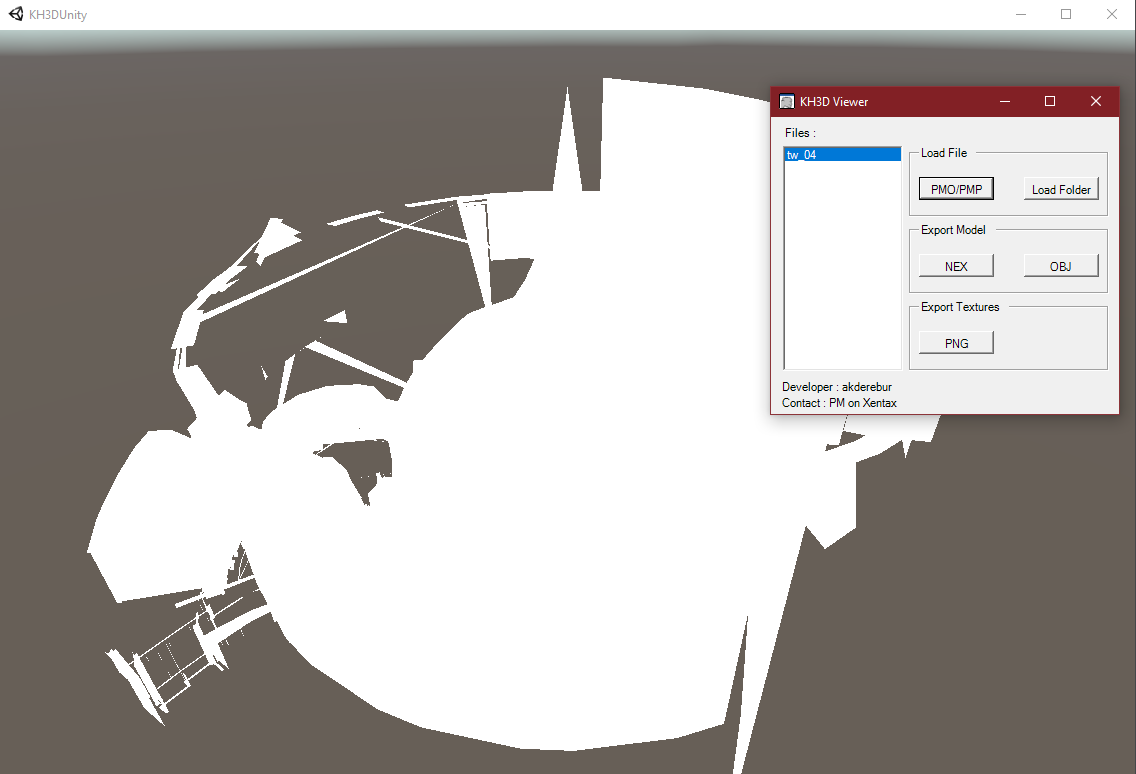 KH3DUnity
KH3D Viewer
Files :
tw_04
Load File
PMO/PMP
Load Folder
Export Model
NEX
OBJ
Export Textures
PNG
Developer : akderebur
Contact : PM on Xentax